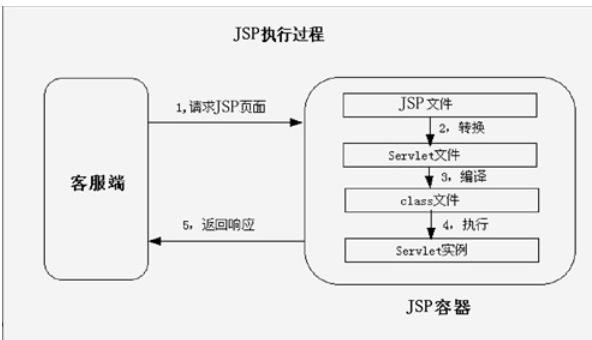 JSP执行过程
1,请求JSP页面
JSP文件
2，转换
Servlet文件
3，编译
客服端
class文件
4，执行
5，返回响应
Servlet实例
JSP容器